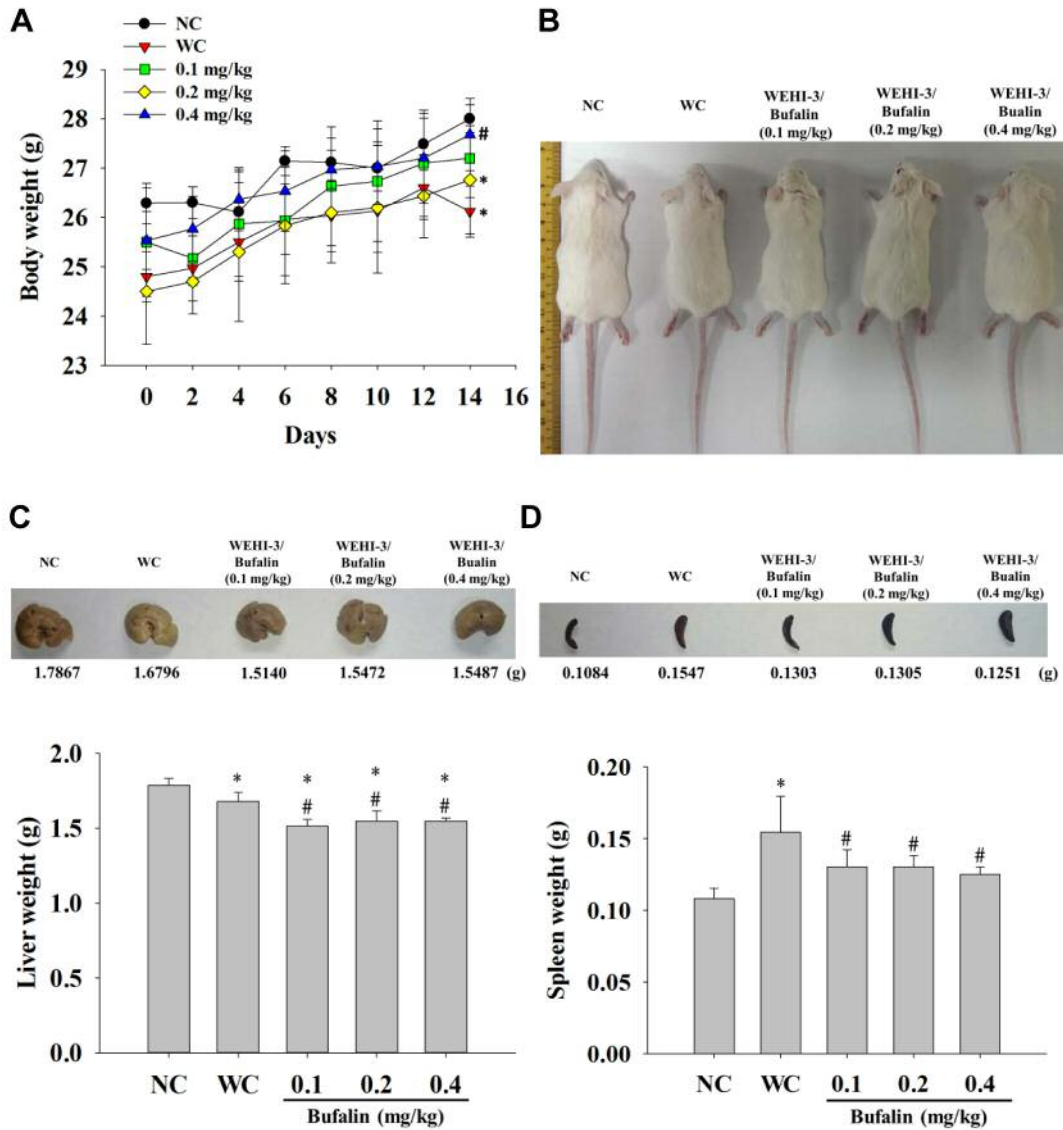 A
NC
WC
0.1 mg/kg
0.2 mg/kg
0.4 mg/kg
29
28
27
26
25
24
23
Body weight (g)
#
*
*
0 2 4 6 8 10 12 14 16
Days
B
NC WC WEHI-3/ Bufalin (0.1 mg/kg) WEHI-3/ Bufalin (0.2 mg/kg) WEHI-3/ Bualin (0.4 mg/kg)
C
NC WC WEHI-3/ Bufalin (0.1 mg/kg) WEHI-3/ Bufalin (0.2 mg/kg) WEHI-3/ Bualin (0.4 mg/kg)
1.7867 1.6796 1.5140 1.5472 1.5487 (g)
2.0
1.5
1.0
0.5
0.0
Liver weight (g)
* * * *
# # #
NC WC 0.1 0.2 0.4
Bufalin (mg/kg)
D
NC WC WEHI-3/ Bufalin (0.1 mg/kg) WEHI-3/ Bufalin (0.2 mg/kg) WEHI-3/ Bualin (0.4 mg/kg)
0.1084 0.1547 0.1303 0.1305 0.1251 (g)
0.20
0.15
0.10
0.05
0.00
Spleen weight (g)
* # # #
NC WC 0.1 0.2 0.4
Bufalin (mg/kg)